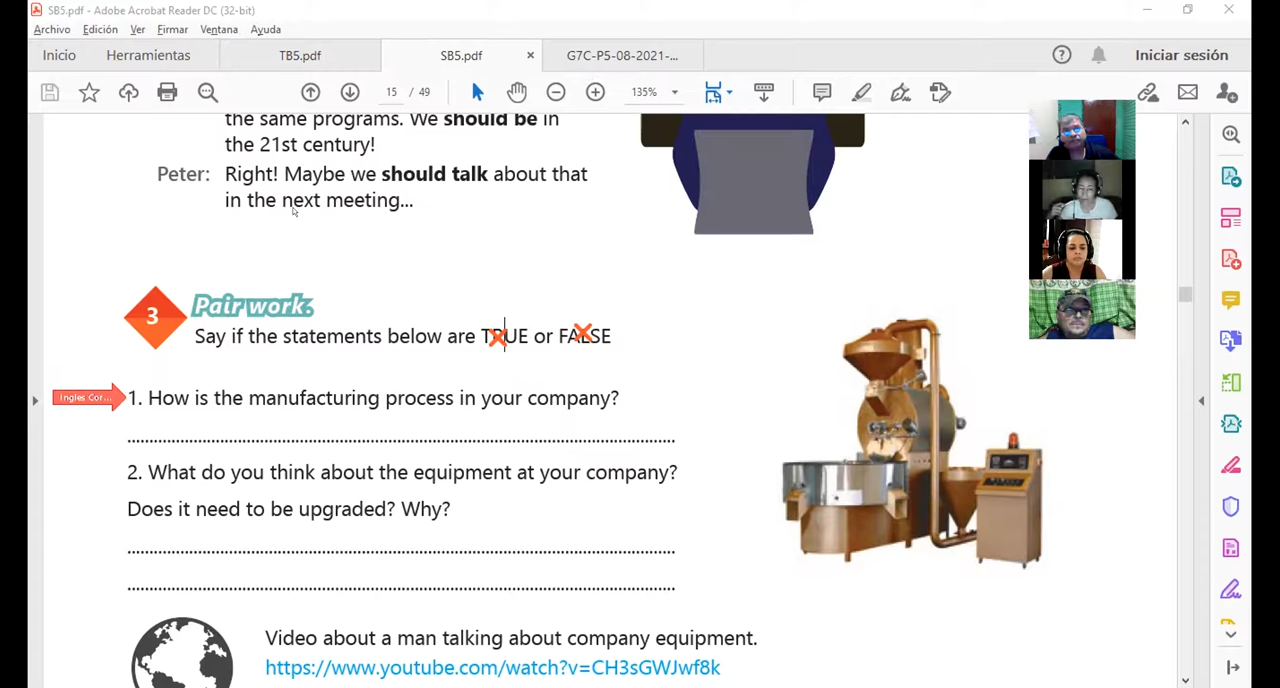 SB5.pdf - Adobe Acrobat Reader DC (32-bit)
Archivo Edición Ver Firmar Ventana Ayuda
Inicio Herramientas TB5.pdf SB5.pdf × G7C-P5-08-2021-... Iniciar sesión
15 / 49 135%
the same programs. We should be in
the 21st century!
Peter: Right! Maybe we should talk about that
in the next meeting...
3 Pair work.
Say if the statements below are TRUE or FALSE
Ingles Cor...
1. How is the manufacturing process in your company?
2. What do you think about the equipment at your company?
Does it need to be upgraded? Why?
Video about a man talking about company equipment.
https://www.youtube.com/watch?v=CH3sGWJwf8k